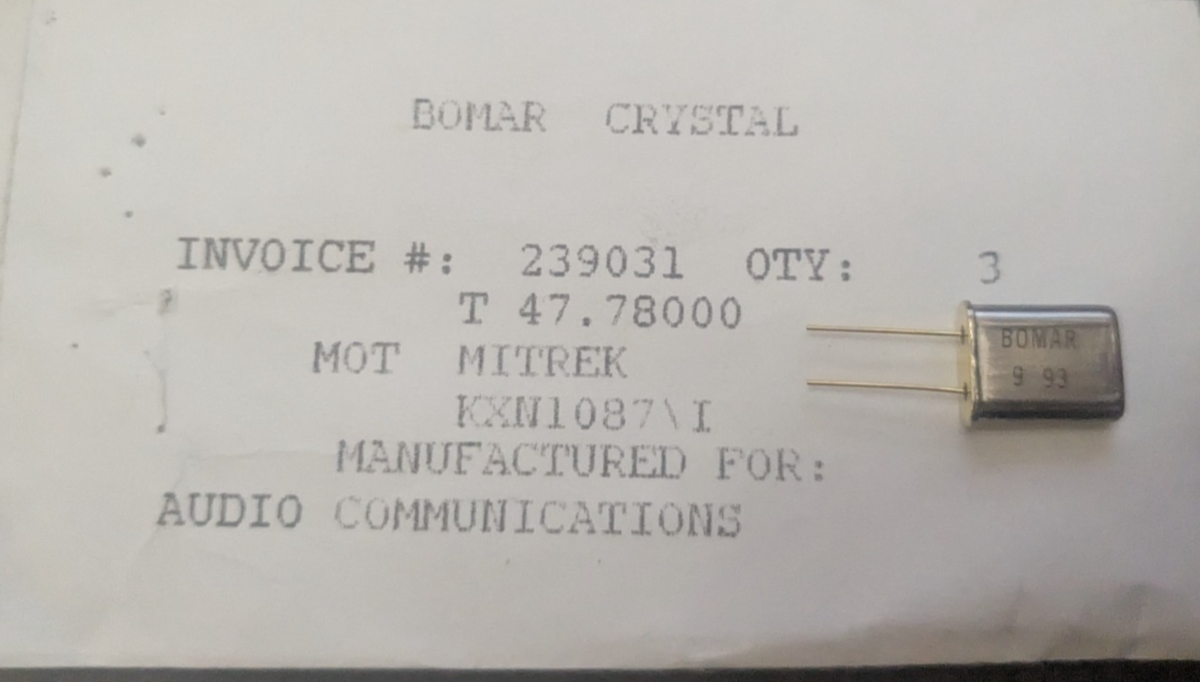 BOMAR CRYSTAL
INVOICE #: 239031 QTY: 3
T 47.78000
MOT MITREK
KXN1087\I
MANUFACTURED FOR:
AUDIO COMMUNICATIONS
BOMAR
9 93